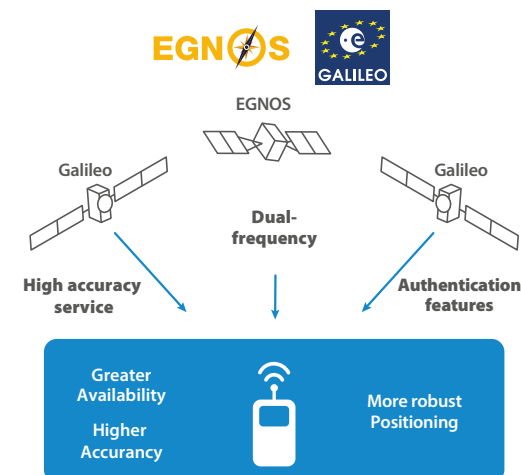 EGNOS
GALILEO
EGNOS
Galileo
Galileo
Dual-
frequency
High accuracy
service
Authentication
features
Greater
Availability
Higher
Accurancy
More robust
Positioning